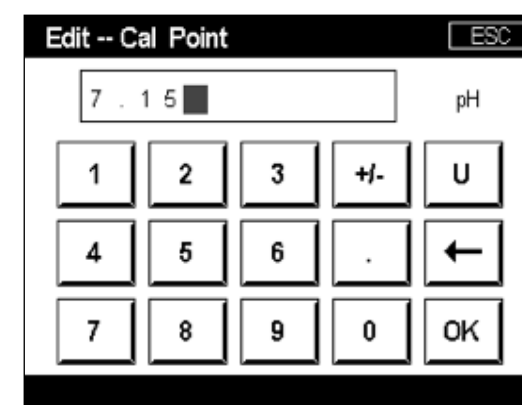 Edit -- Cal Point ESC
7 . 1 5 pH
1 2 3 +/- U
4 5 6 . ←
7 8 9 0 OK